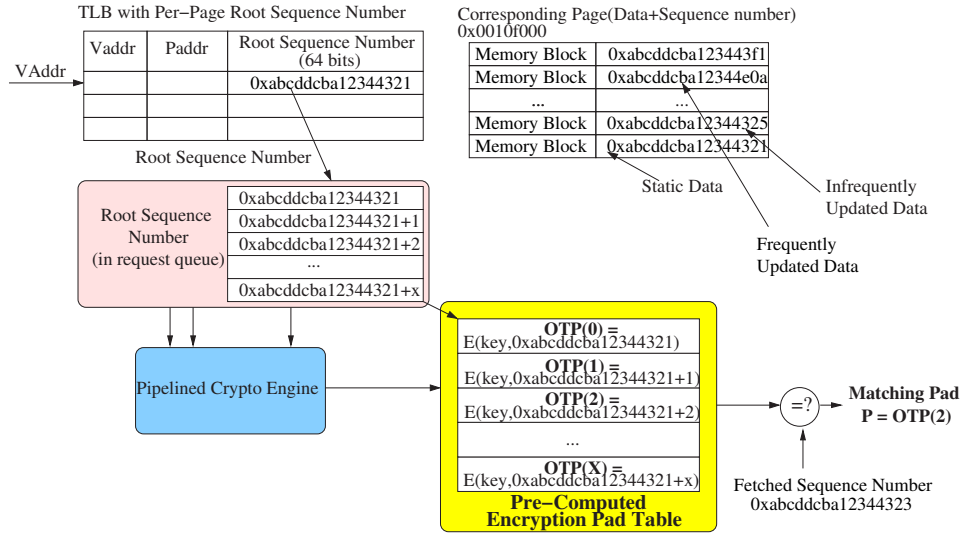 TLB with Per−Page Root Sequence Number
Vaddr Paddr Root Sequence Number
(64 bits)
VAddr
0xabcddcba12344321
Root Sequence Number
Corresponding Page(Data+Sequence number)
0x0010f000
Memory Block 0xabcddcba123443f1
Memory Block 0xabcddcba12344e0a
... ...
Memory Block 0xabcddcba12344325
Memory Block 0xabcddcba12344321
Static Data
Infrequently
Updated Data
Frequently
Updated Data
Root Sequence
Number
(in request queue)
0xabcddcba12344321
0xabcddcba12344321+1
0xabcddcba12344321+2
...
0xabcddcba12344321+x
Pipelined Crypto Engine
OTP(0) =
E(key,0xabcddcba12344321)
OTP(1) =
E(key,0xabcddcba12344321+1)
OTP(2) =
E(key,0xabcddcba12344321+2)
...
OTP(X) =
E(key,0xabcddcba12344321+x)
Pre−Computed
Encryption Pad Table
=?
Matching Pad
P = OTP(2)
Fetched Sequence Number
0xabcddcba12344323